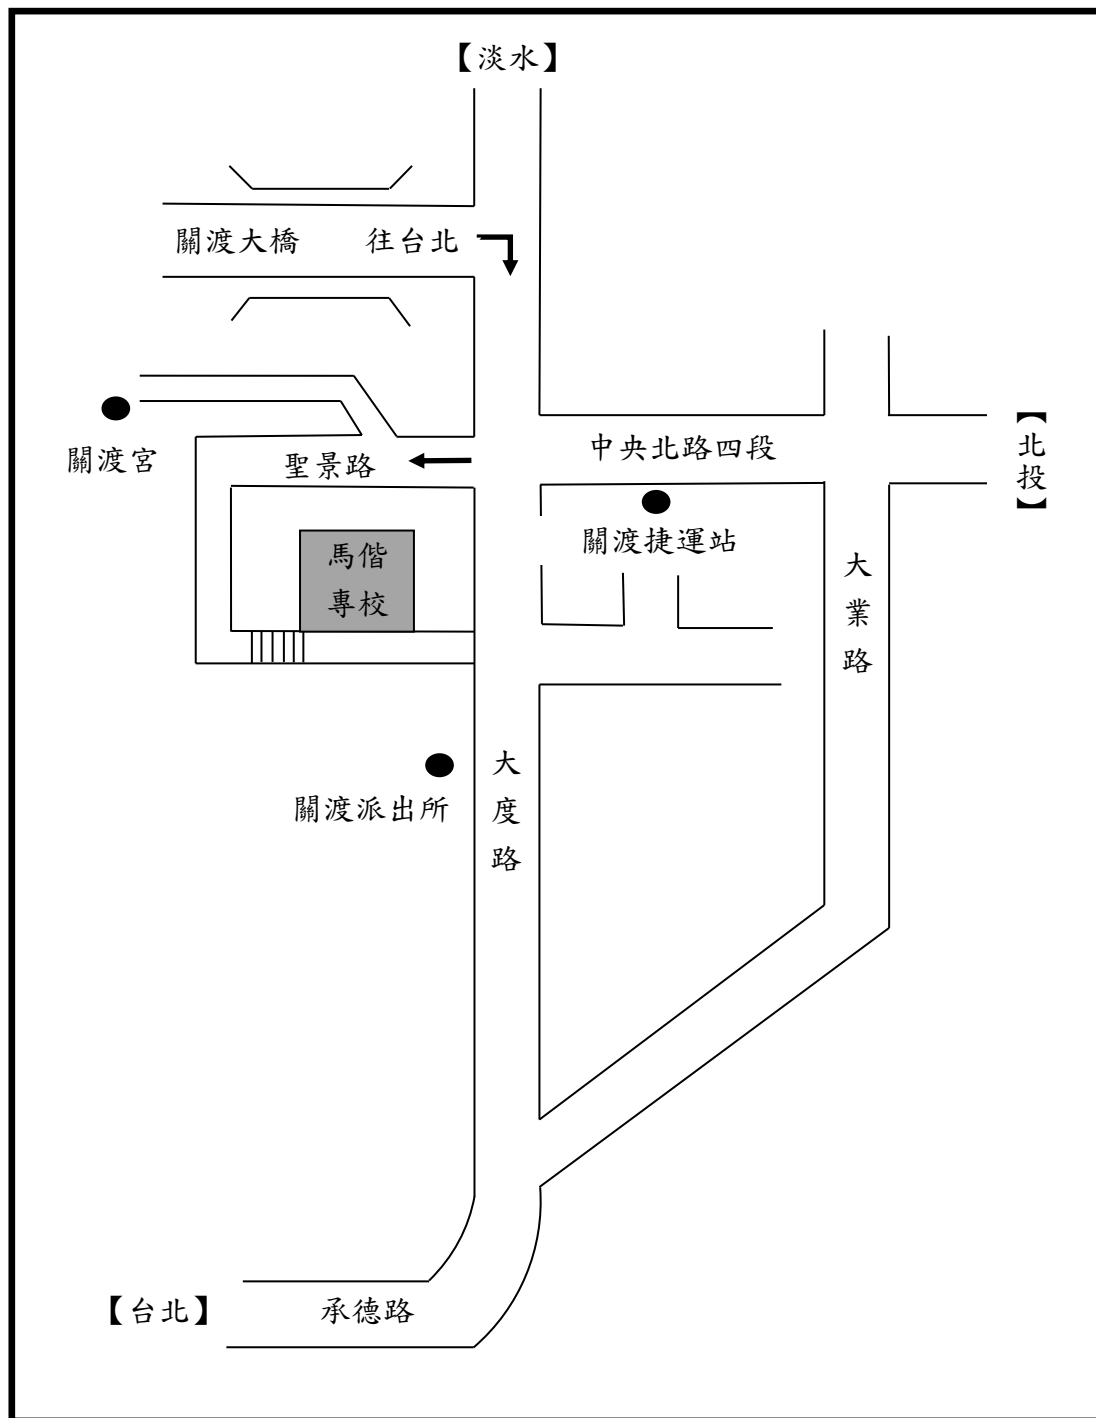 【淡水】
關渡大橋 往台北
關渡宮
聖景路
中央北路四段
【北投】
關渡捷運站
馬偕
專校
大業路
大度路
關渡派出所
【台北】
承德路